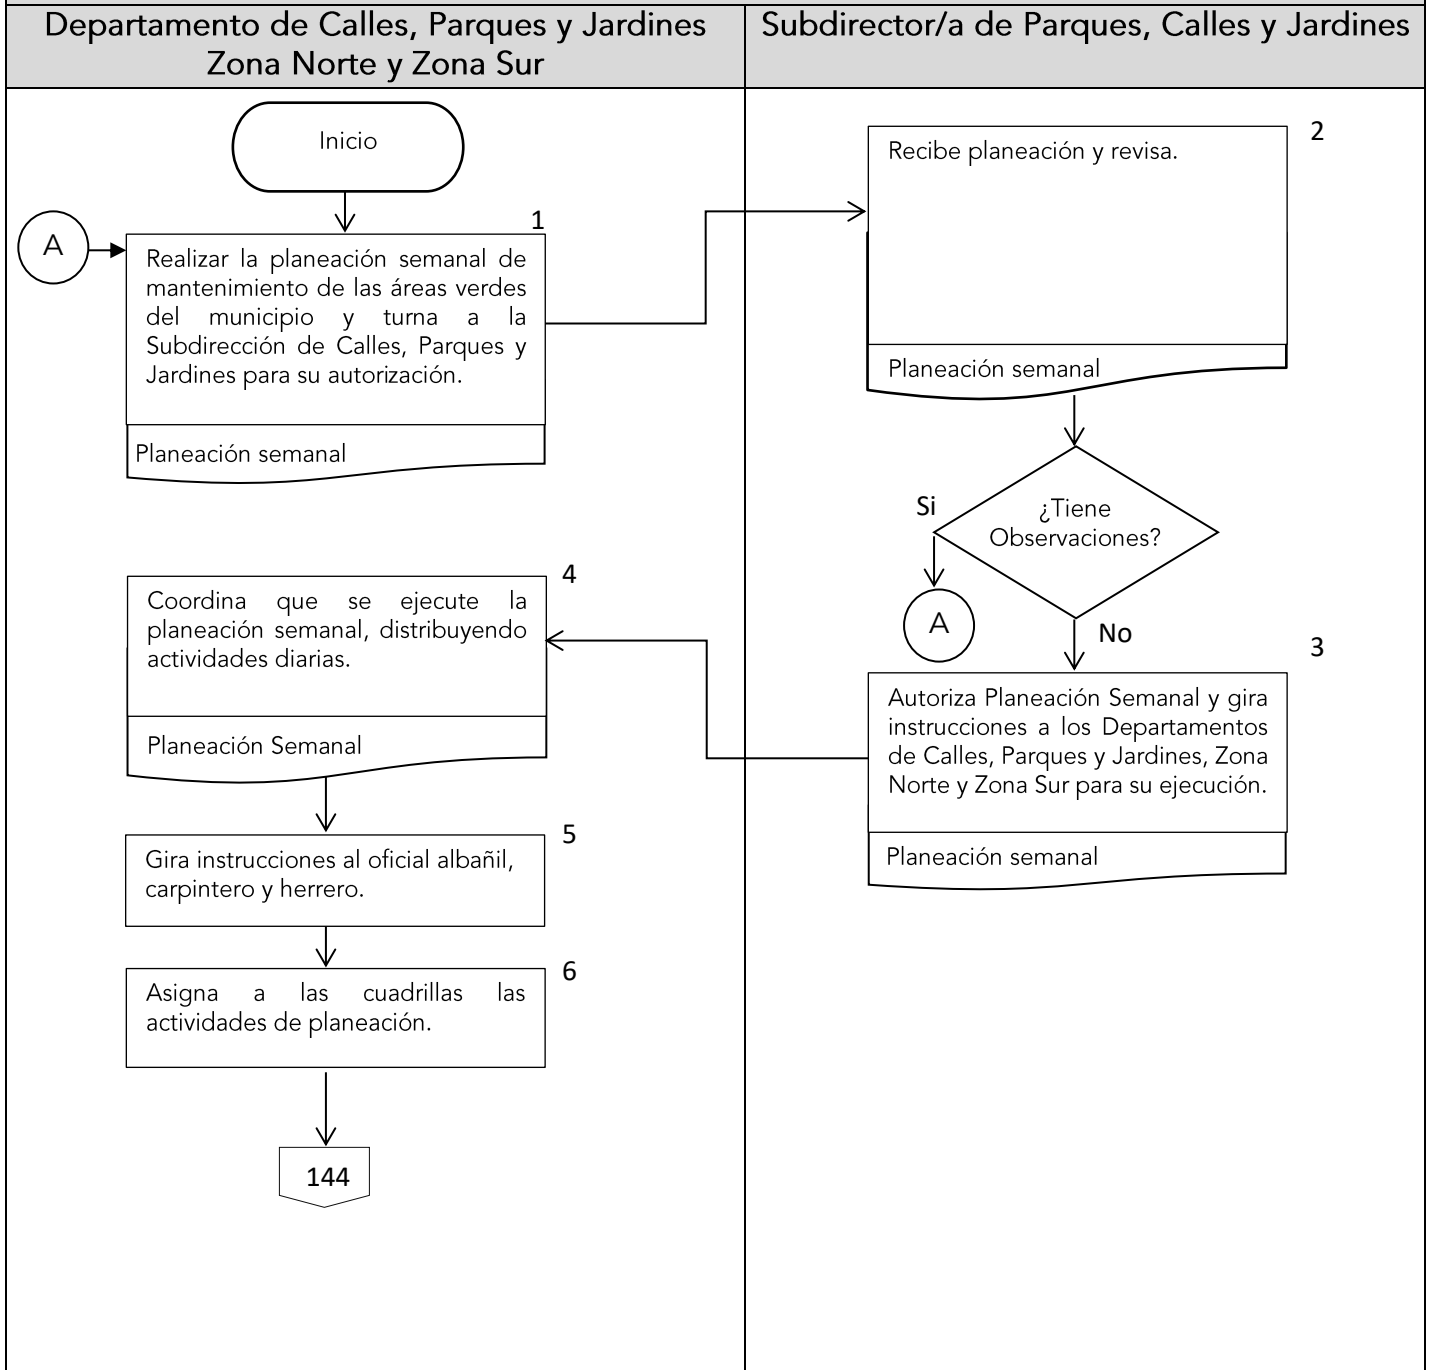 Departamento de Calles, Parques y Jardines
Zona Norte y Zona Sur
Subdirector/a de Parques, Calles y Jardines
Inicio
A
1
Realizar la planeación semanal de
mantenimiento de las áreas verdes
del municipio y turna a la
Subdirección de Calles, Parques y
Jardines para su autorización.
Planeación semanal
2
Recibe planeación y revisa.
Planeación semanal
¿Tiene
Observaciones?
Si
A
No
3
Autoriza Planeación Semanal y gira
instrucciones a los Departamentos
de Calles, Parques y Jardines, Zona
Norte y Zona Sur para su ejecución.
Planeación semanal
4
Coordina que se ejecute la
planeación semanal, distribuyendo
actividades diarias.
Planeación Semanal
5
Gira instrucciones al oficial albañil,
carpintero y herrero.
6
Asigna a las cuadrillas las
actividades de planeación.
144